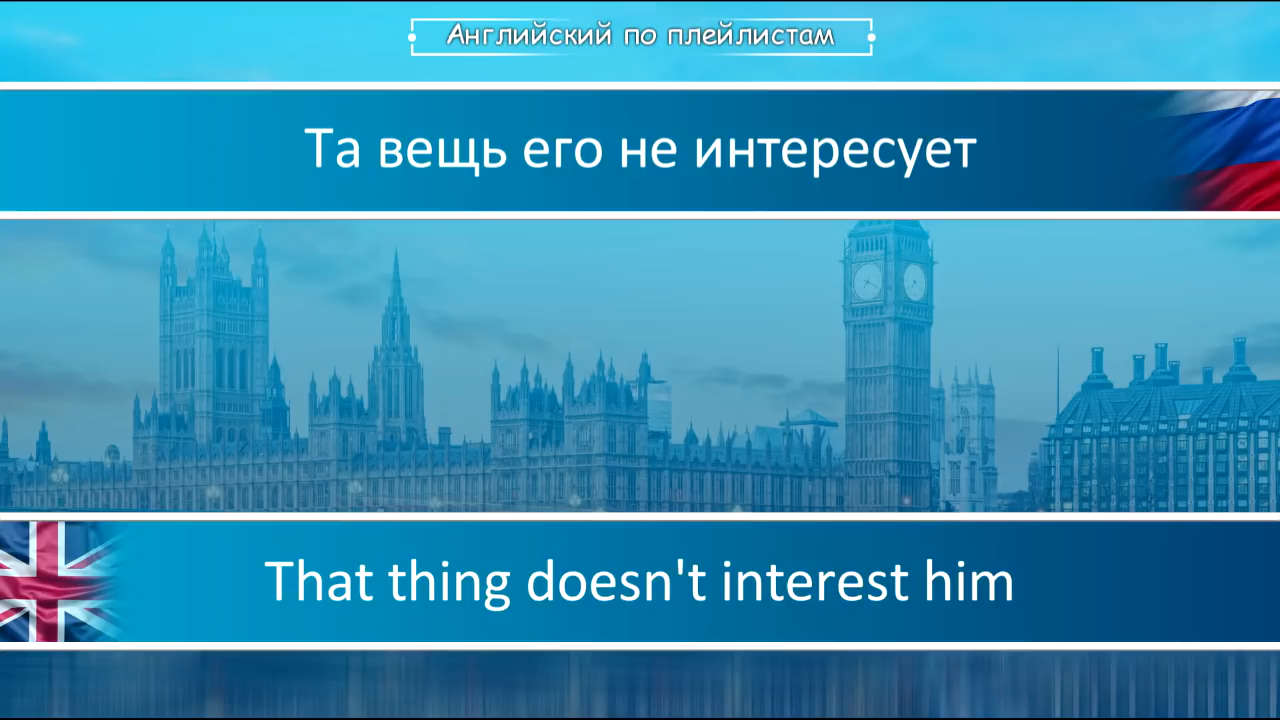 Английский по плейлистам
Та вещь его не интересует
That thing doesn't interest him